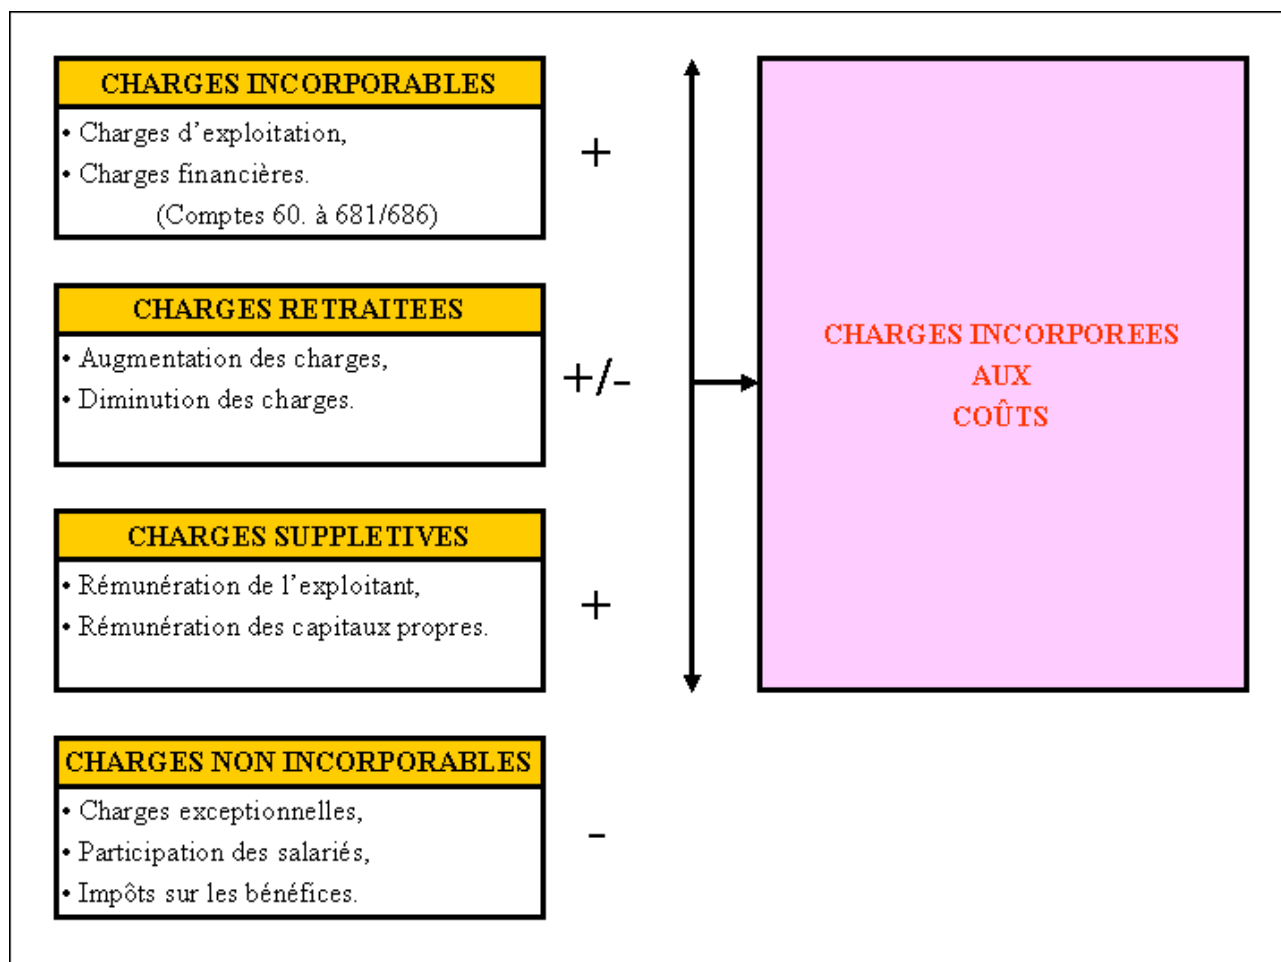 CHARGES INCORPORABLES
• Charges d'exploitation,
• Charges financières.
(Comptes 60. à 681/686)
+
CHARGES RETRAITEES
• Augmentation des charges,
• Diminution des charges.
+/-
CHARGES SUPPLETIVES
• Rémunération de l'exploitant,
• Rémunération des capitaux propres.
+
CHARGES NON INCORPORABLES
• Charges exceptionnelles,
• Participation des salariés,
• Impôts sur les bénéfices.
-
CHARGES INCORPOREES
AUX
COÛTS